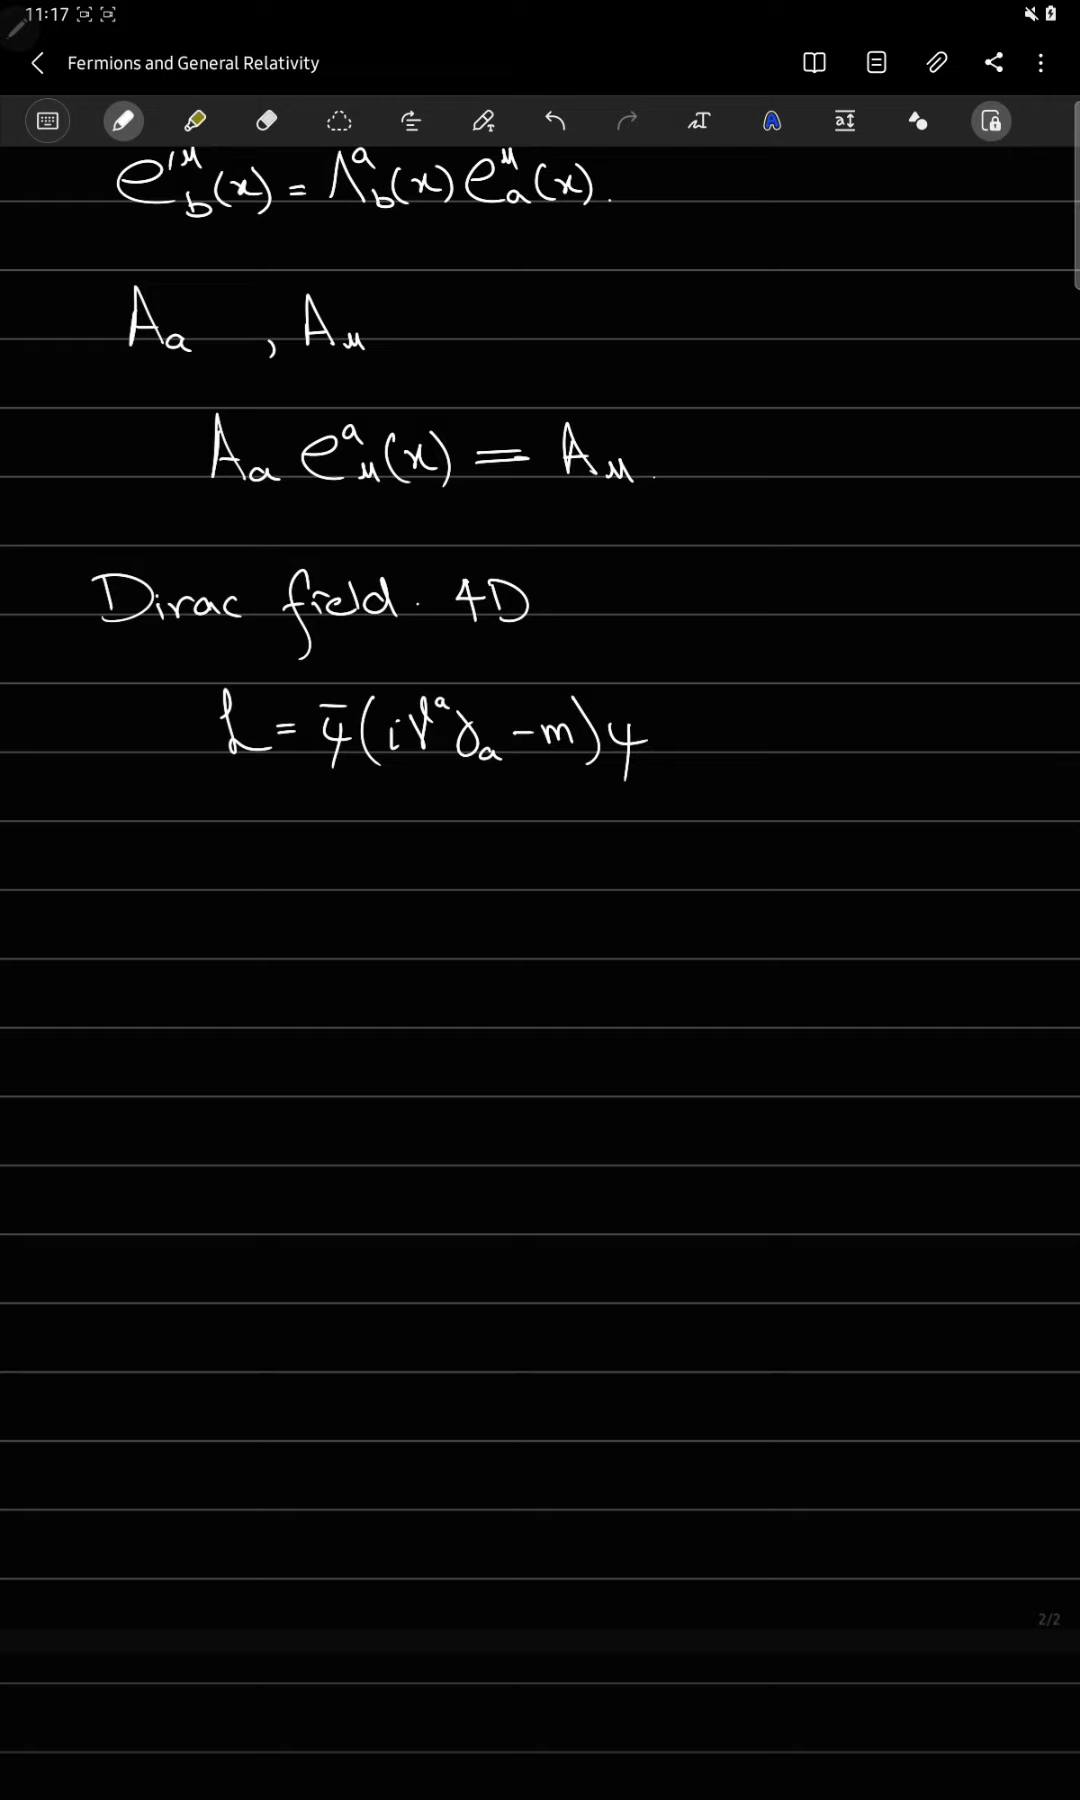 11:17
Fermions and General Relativity
e'^μ_b(x) = Λ^a_b(x) e^μ_a(x).
A_a , A_μ
A_a e^a_μ(x) = A_μ.
Dirac field. 4D
ℒ = ψ̄(iγ^a ∂_a - m)ψ
2/2